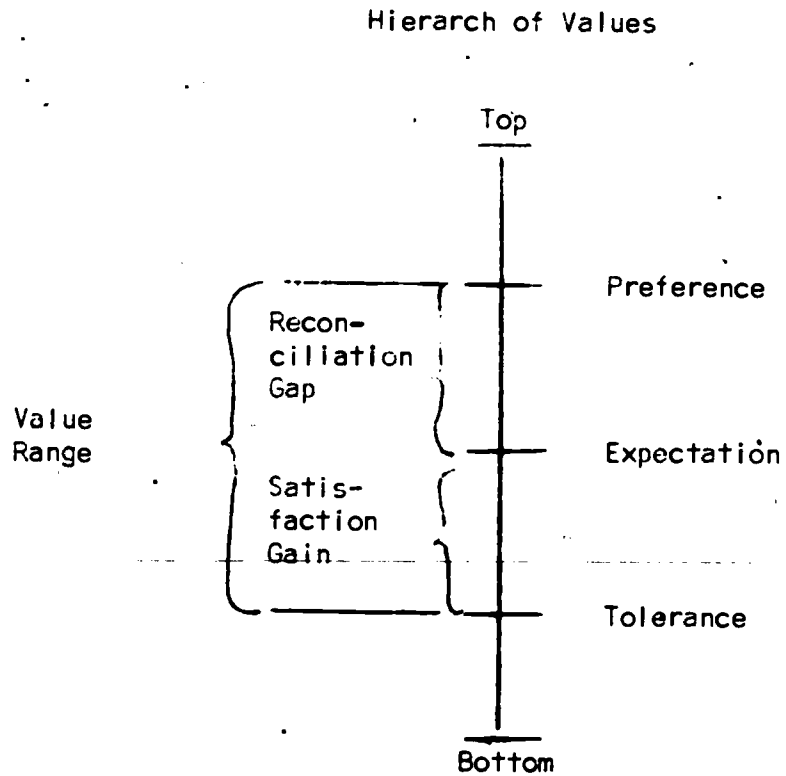 Hierarch of Values
Top
Preference
Recon-
ciliation
Gap
Value
Range
Expectation
Satis-
faction
Gain
Tolerance
Bottom